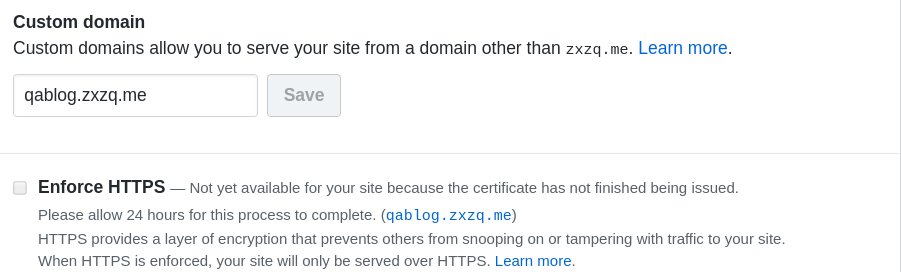 Custom domain
Custom domains allow you to serve your site from a domain other than zxzq.me. Learn more.
qablog.zxzq.me Save
Enforce HTTPS — Not yet available for your site because the certificate has not finished being issued.
Please allow 24 hours for this process to complete. (qablog.zxzq.me)
HTTPS provides a layer of encryption that prevents others from snooping on or tampering with traffic to your site.
When HTTPS is enforced, your site will only be served over HTTPS. Learn more.